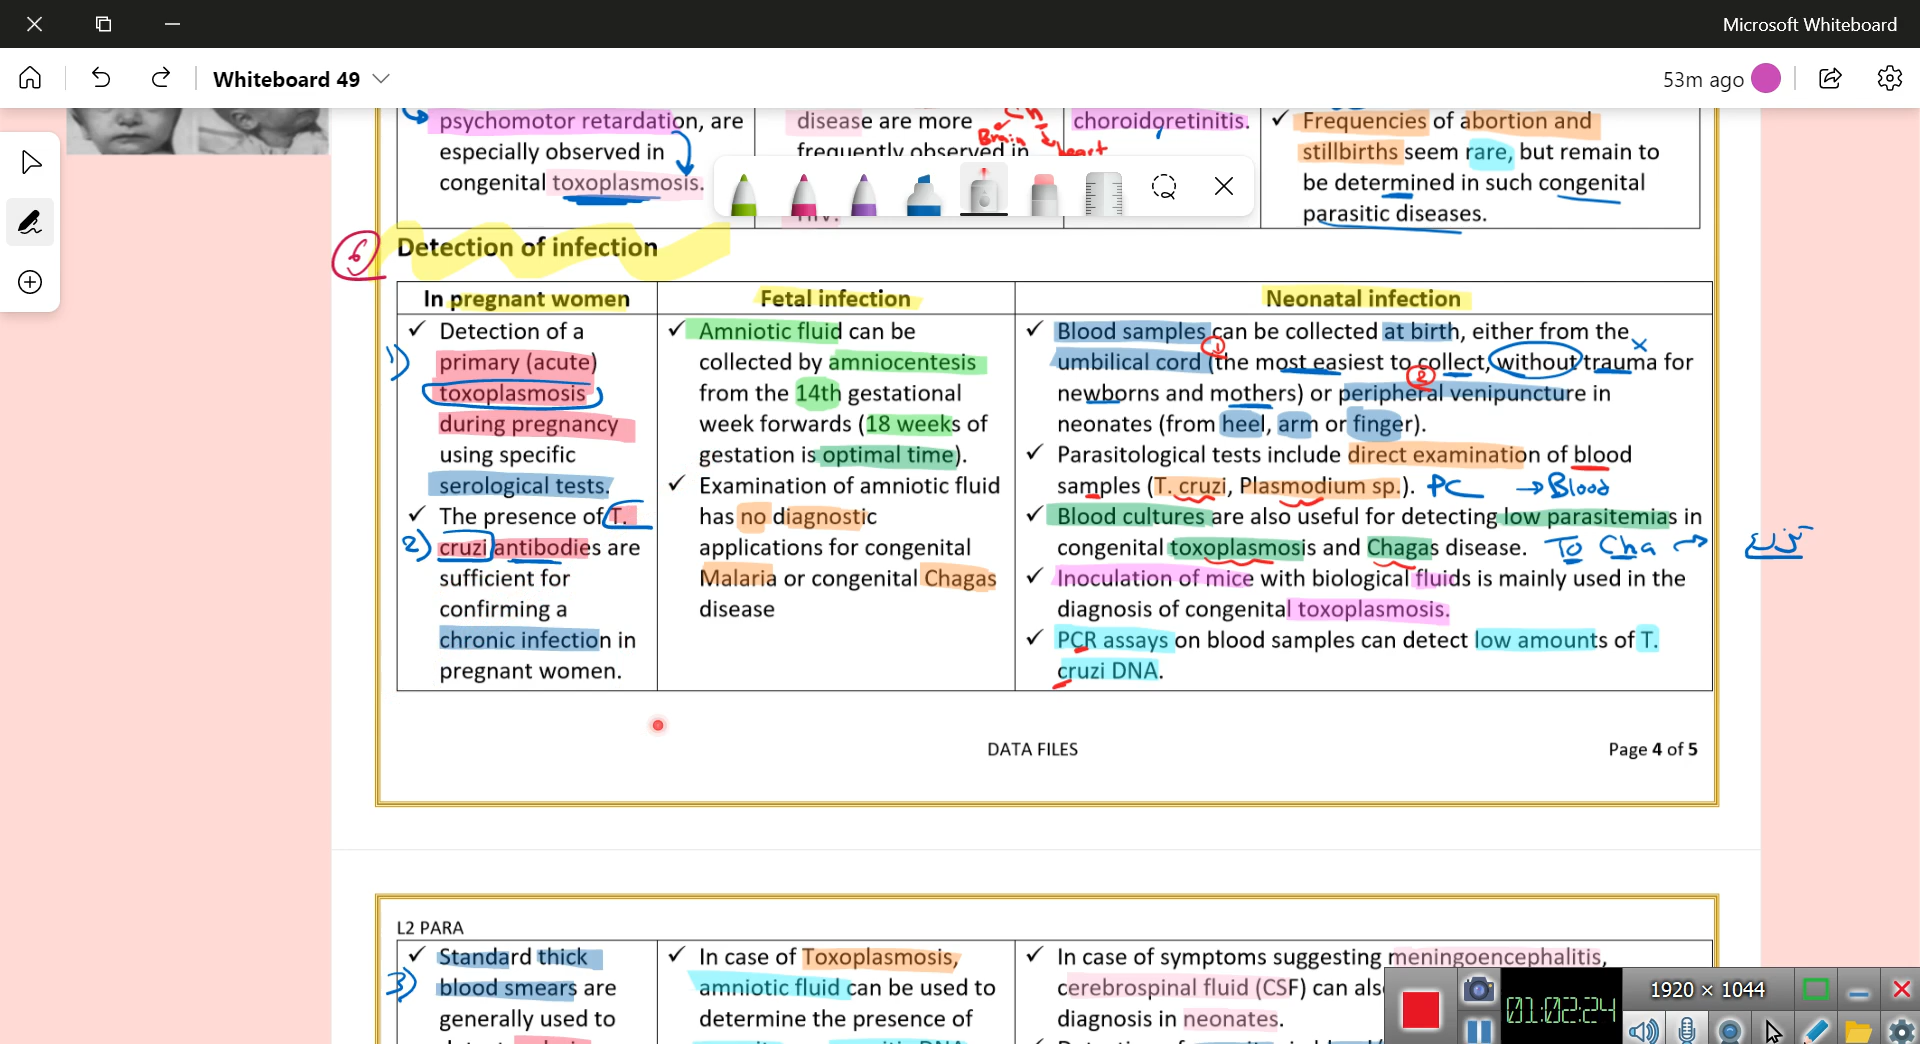 Microsoft Whiteboard
Whiteboard 49
53m ago
psychomotor retardation, are
especially observed in
congenital toxoplasmosis.
disease are more
frequently observed in
Brain
heart
HIV.
choroidoretinitis.
✓ Frequencies of abortion and
stillbirths seem rare, but remain to
be determined in such congenital
parasitic diseases.
6 Detection of infection
In pregnant women
✓ Detection of a
1) primary (acute)
toxoplasmosis
during pregnancy
using specific
serological tests.
✓ The presence of T.
2) cruzi antibodies are
sufficient for
confirming a
chronic infection in
pregnant women.
Fetal infection
✓ Amniotic fluid can be
collected by amniocentesis
from the 14th gestational
week forwards (18 weeks of
gestation is optimal time).
✓ Examination of amniotic fluid
has no diagnostic
applications for congenital
Malaria or congenital Chagas
disease
Neonatal infection
✓ Blood samples can be collected at birth, either from the
umbilical cord (the most easiest to collect, without trauma for
newborns and mothers) or peripheral venipuncture in
neonates (from heel, arm or finger).
✓ Parasitological tests include direct examination of blood
samples (T. cruzi, Plasmodium sp.). PC → Blood
✓ Blood cultures are also useful for detecting low parasitemias in
congenital toxoplasmosis and Chagas disease. To Cha →
✓ Inoculation of mice with biological fluids is mainly used in the
diagnosis of congenital toxoplasmosis.
✓ PCR assays on blood samples can detect low amounts of T.
cruzi DNA.
DATA FILES
Page 4 of 5
L2 PARA
✓ Standard thick
3) blood smears are
generally used to
✓ In case of Toxoplasmosis,
amniotic fluid can be used to
determine the presence of
✓ In case of symptoms suggesting meningoencephalitis,
cerebrospinal fluid (CSF) can also
diagnosis in neonates.
1920 × 1044
01:02:24